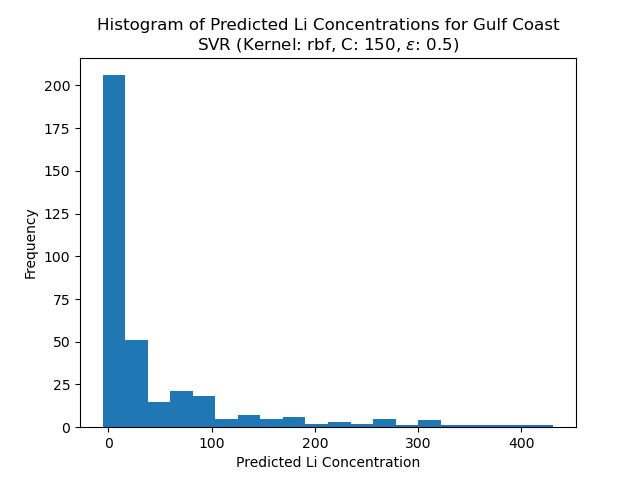 Histogram of Predicted Li Concentrations for Gulf Coast
SVR (Kernel: rbf, C: 150, ε: 0.5)
200
175
150
125
100
75
50
25
0
Frequency
0 100 200 300 400
Predicted Li Concentration